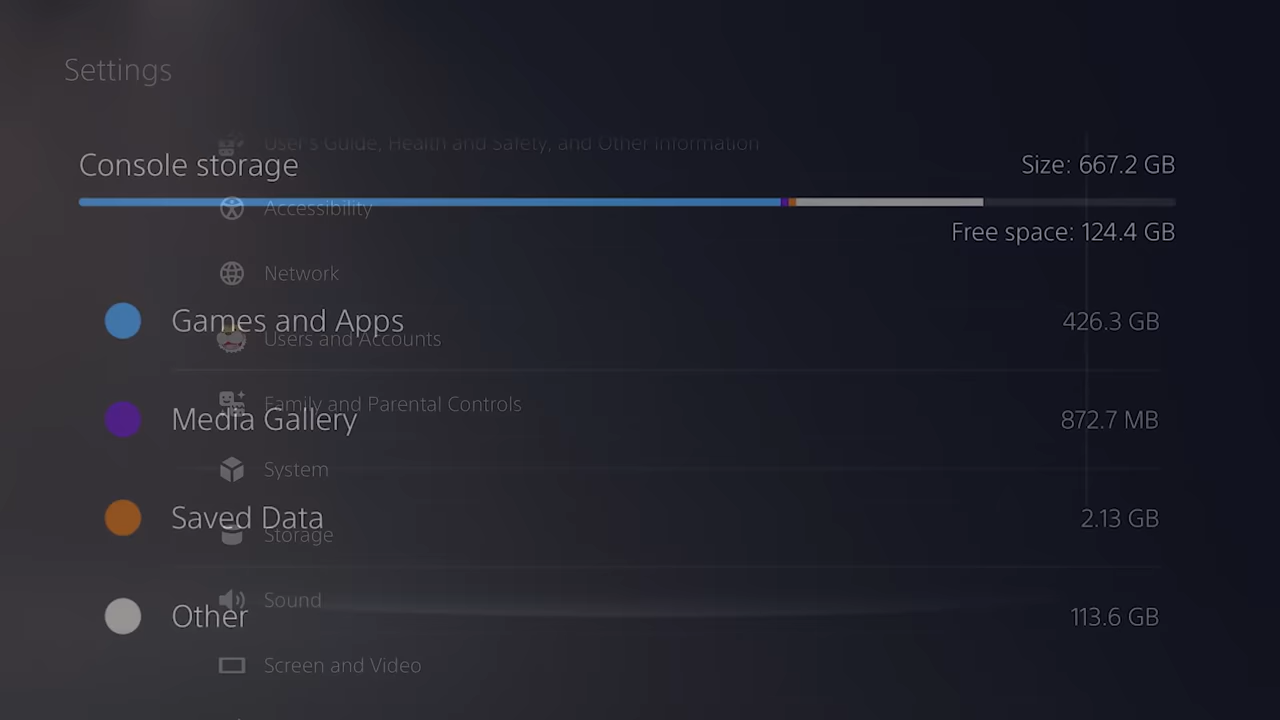 Settings
User's Guide, Health and Safety, and Other Information
Console storage
Size: 667.2 GB
Accessibility
Free space: 124.4 GB
Network
Games and Apps
426.3 GB
Users and Accounts
Family and Parental Controls
Media Gallery
872.7 MB
System
Saved Data
2.13 GB
Storage
Sound
Other
113.6 GB
Screen and Video